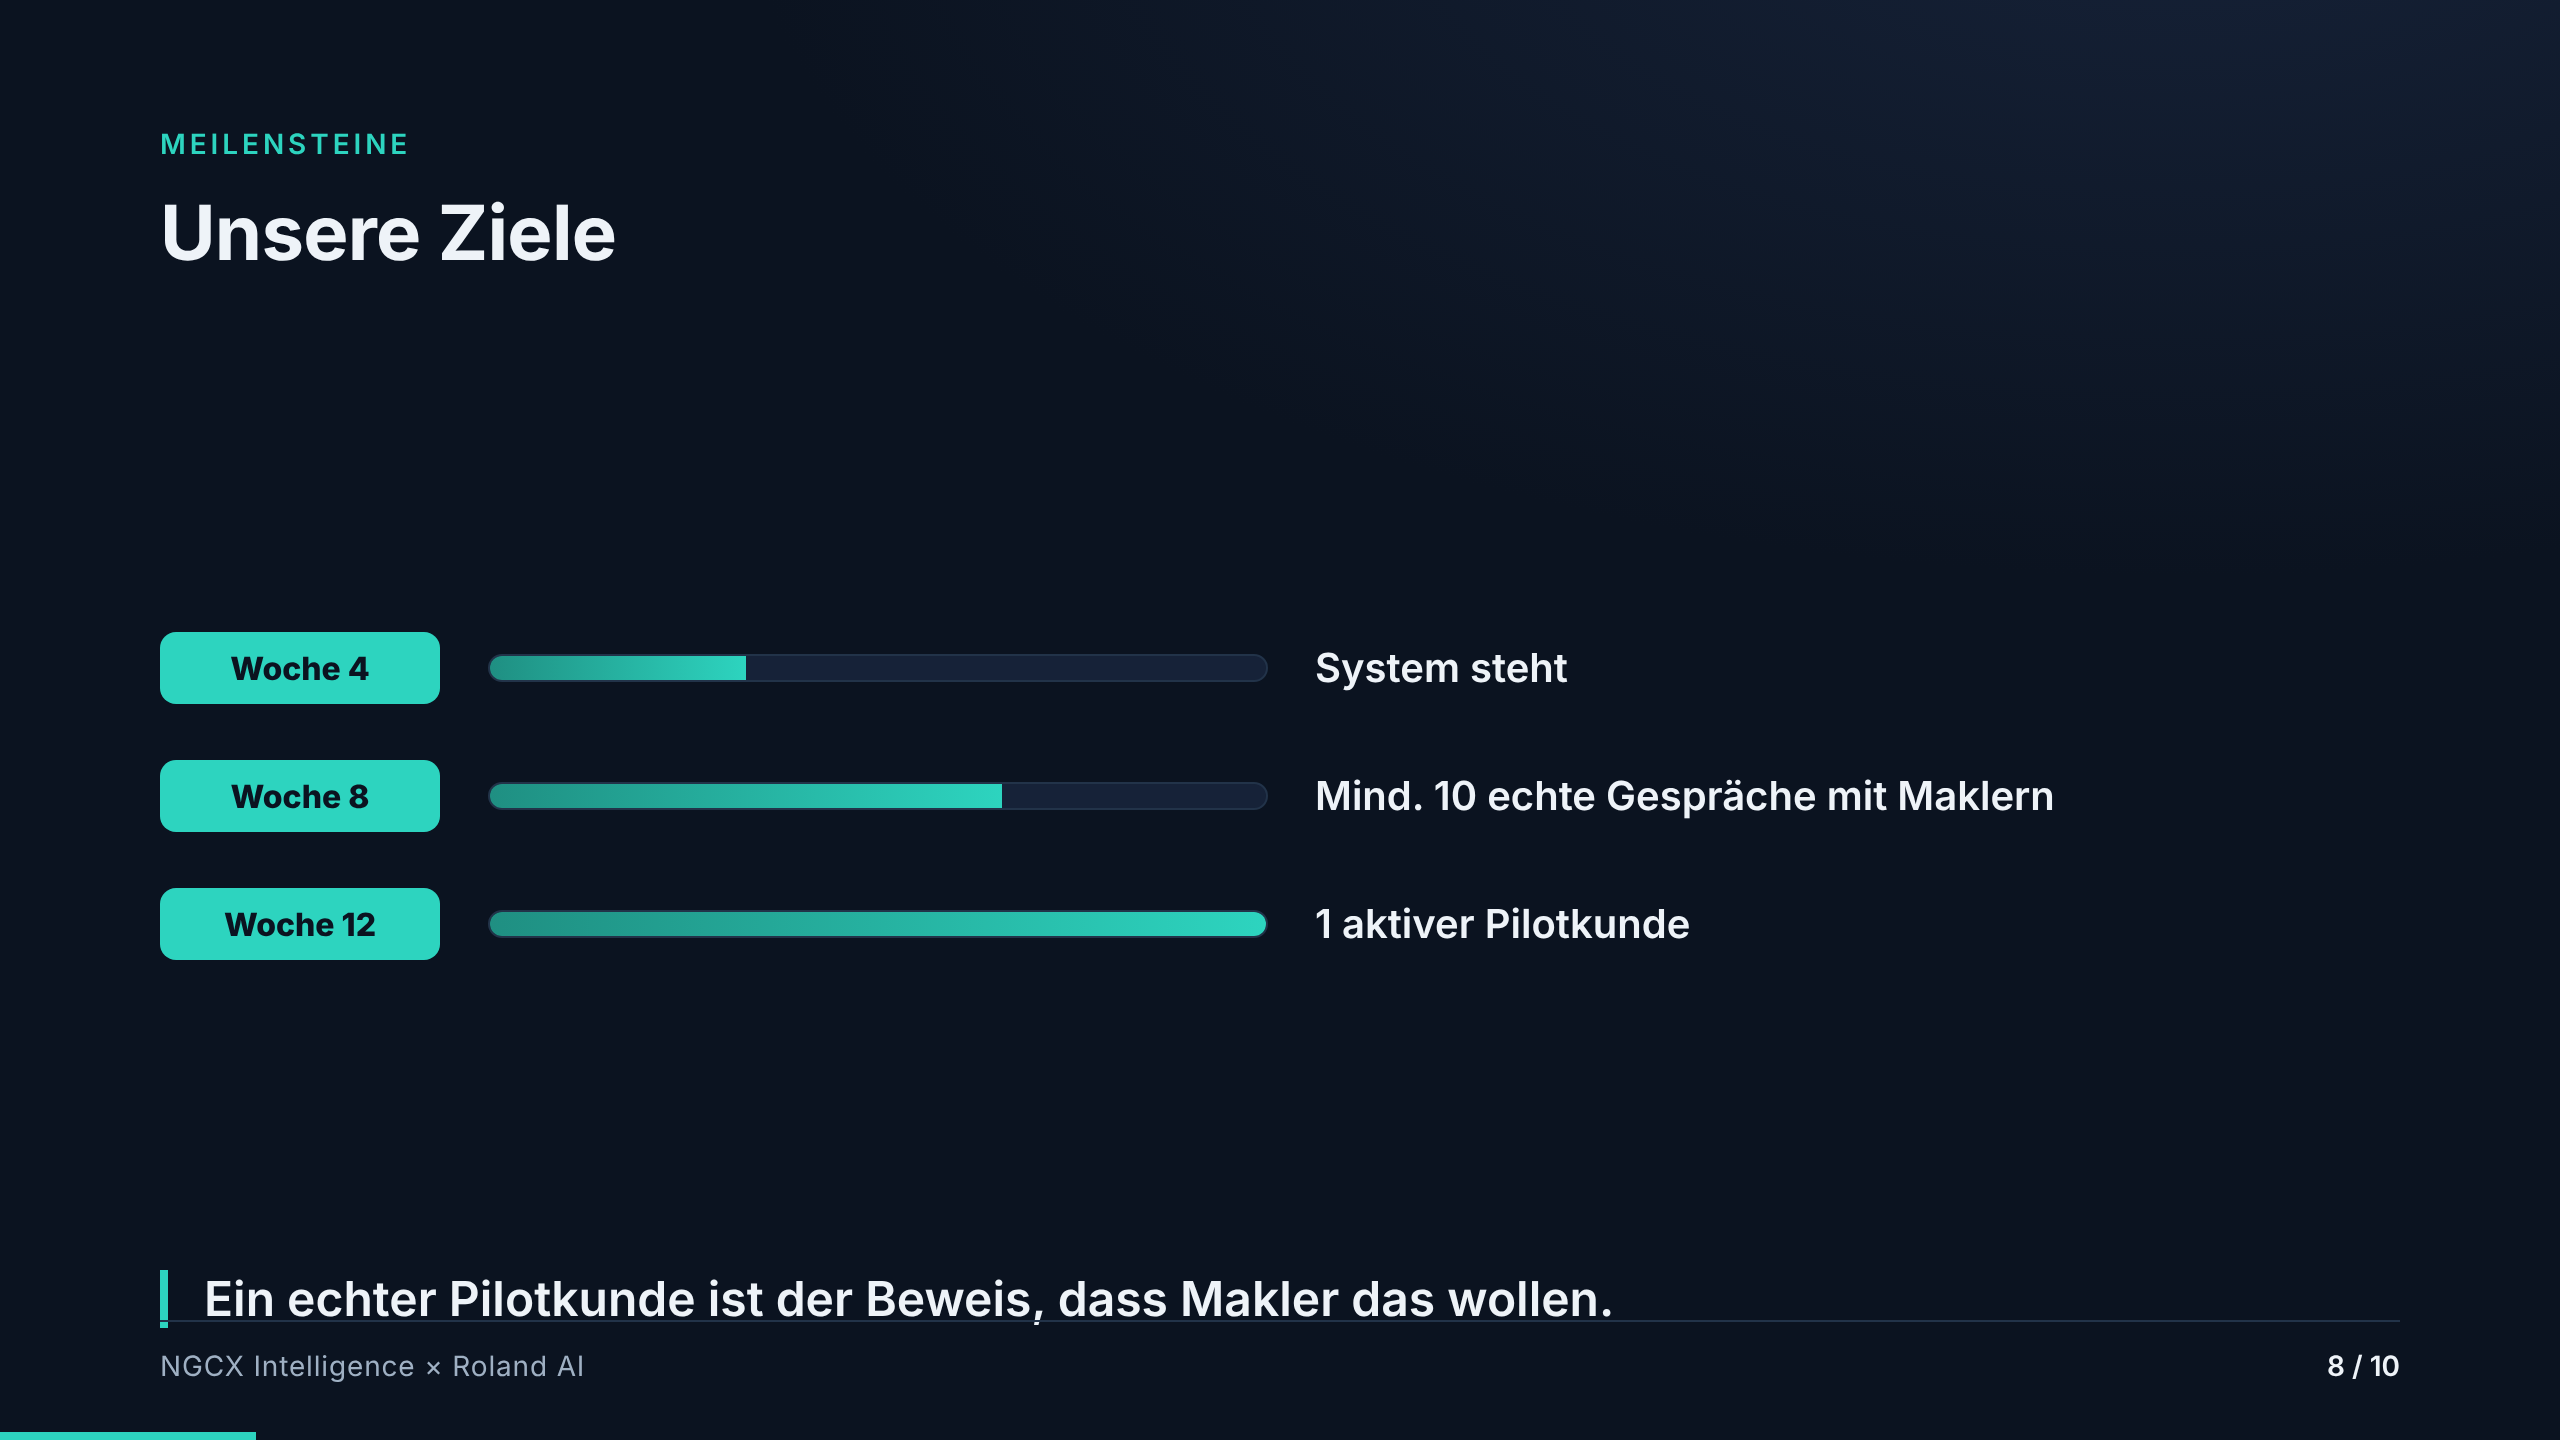 MEILENSTEINE
Unsere Ziele
Woche 4
System steht
Woche 8
Mind. 10 echte Gespräche mit Maklern
Woche 12
1 aktiver Pilotkunde
Ein echter Pilotkunde ist der Beweis, dass Makler das wollen.
NGCX Intelligence × Roland AI
8 / 10